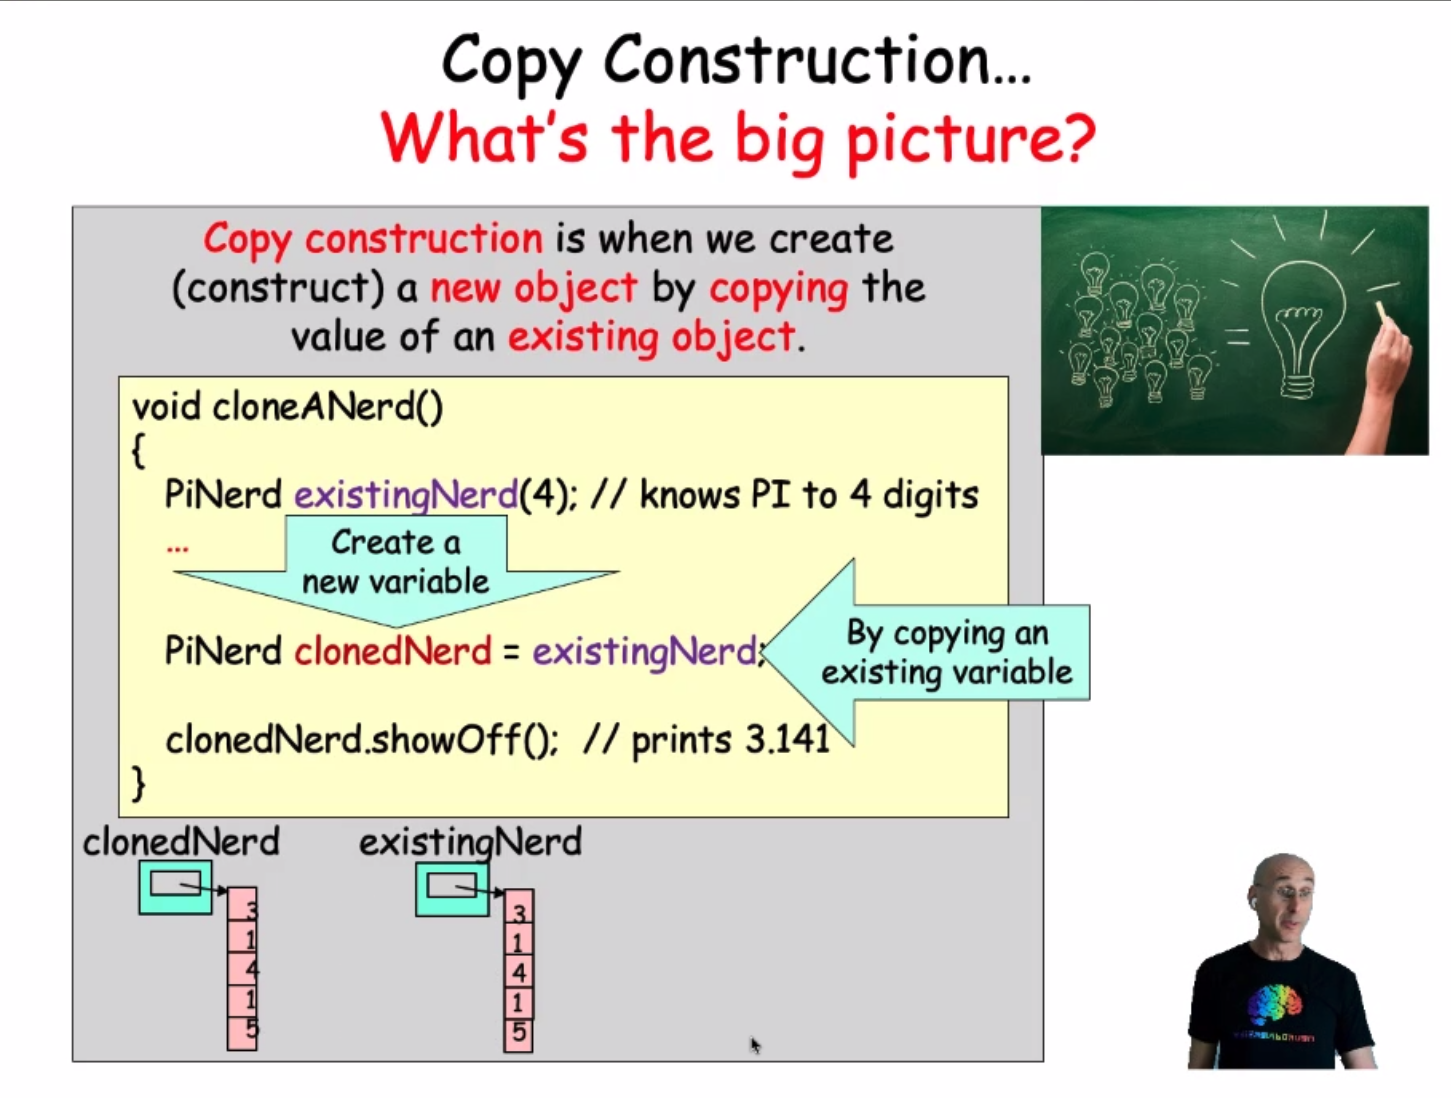 Copy Construction…
What's the big picture?
Copy construction is when we create
(construct) a new object by copying the
value of an existing object.
void cloneANerd()
{
PiNerd existingNerd(4); // knows PI to 4 digits
...
Create a
new variable
PiNerd clonedNerd = existingNerd;
By copying an
existing variable
clonedNerd.showOff(); // prints 3.141
}
clonedNerd
3
1
4
1
5
existingNerd
3
1
4
1
5
=